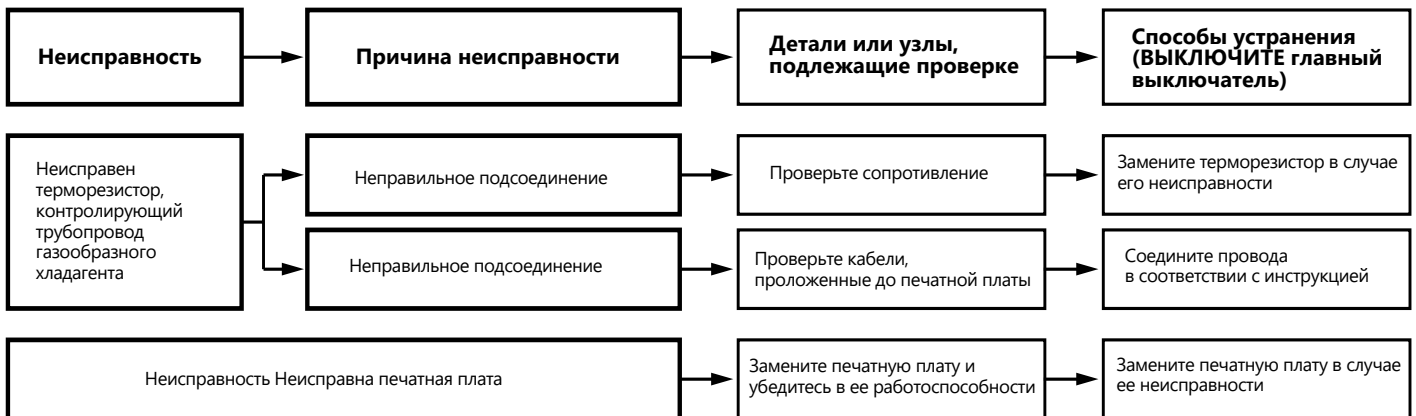 Неисправность
Причина неисправности
Детали или узлы,
подлежащие проверке
Способы устранения
(ВЫКЛЮЧИТЕ главный
выключатель)
Неисправен
терморезистор,
контролирующий
трубопровод
газообразного
хладагента
Неправильное подсоединение
Проверьте сопротивление
Замените терморезистор в случае
его неисправности
Неправильное подсоединение
Проверьте кабели,
проложенные до печатной платы
Соедините провода
в соответствии с инструкцией
Неисправность Неисправна печатная плата
Замените печатную плату и
убедитесь в ее работоспособности
Замените печатную плату в случае
ее неисправности